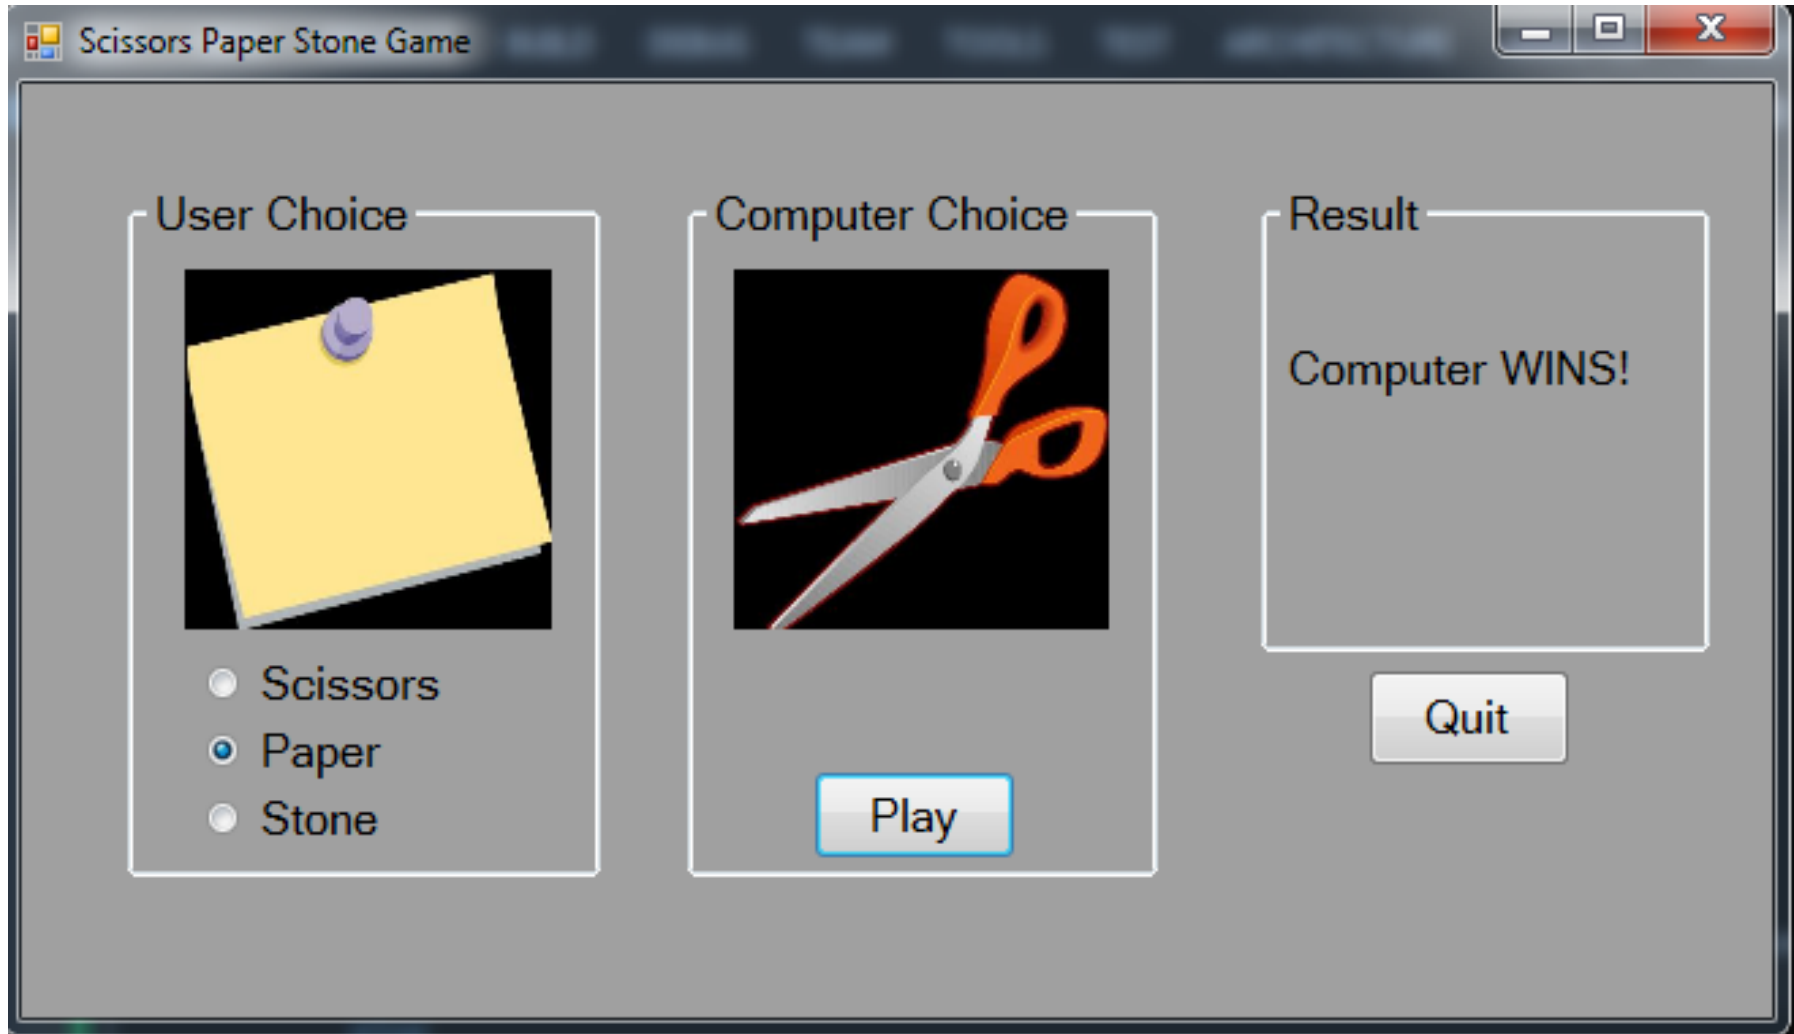 Scissors Paper Stone Game
User Choice
Scissors
Paper
Stone
Computer Choice
Play
Result
Computer WINS!
Quit